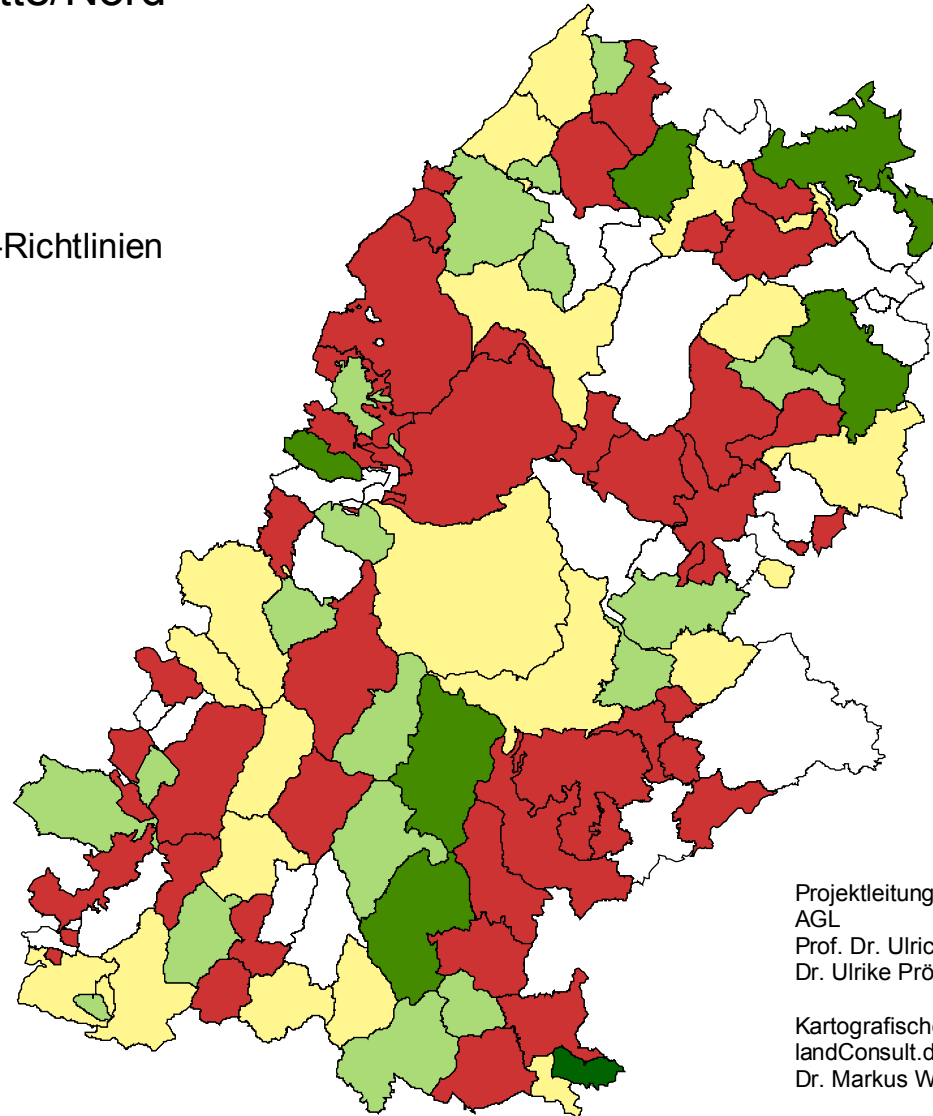 -Richtlinien
Projektleitung
AGL
Prof. Dr. Ulric
Dr. Ulrike Prö
Kartografische
landConsult.d
Dr. Markus W